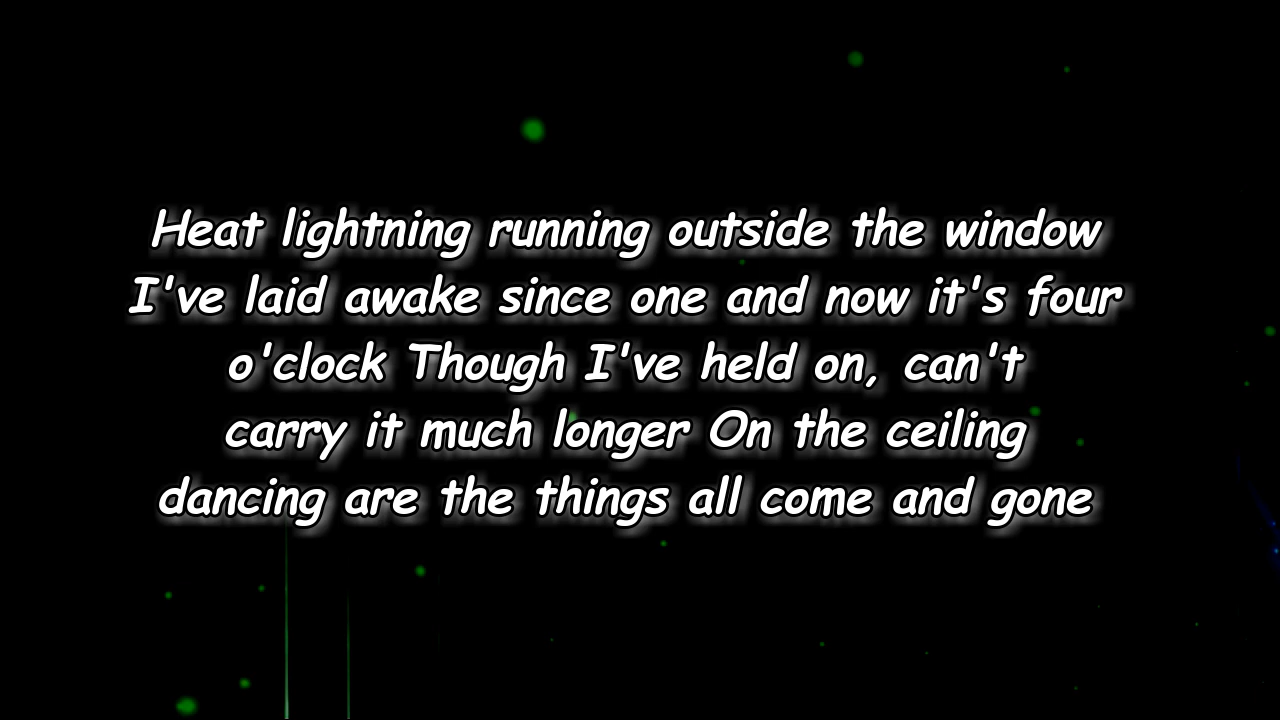 Heat lightning running outside the window
I've laid awake since one and now it's four
o'clock Though I've held on, can't
carry it much longer On the ceiling
dancing are the things all come and gone